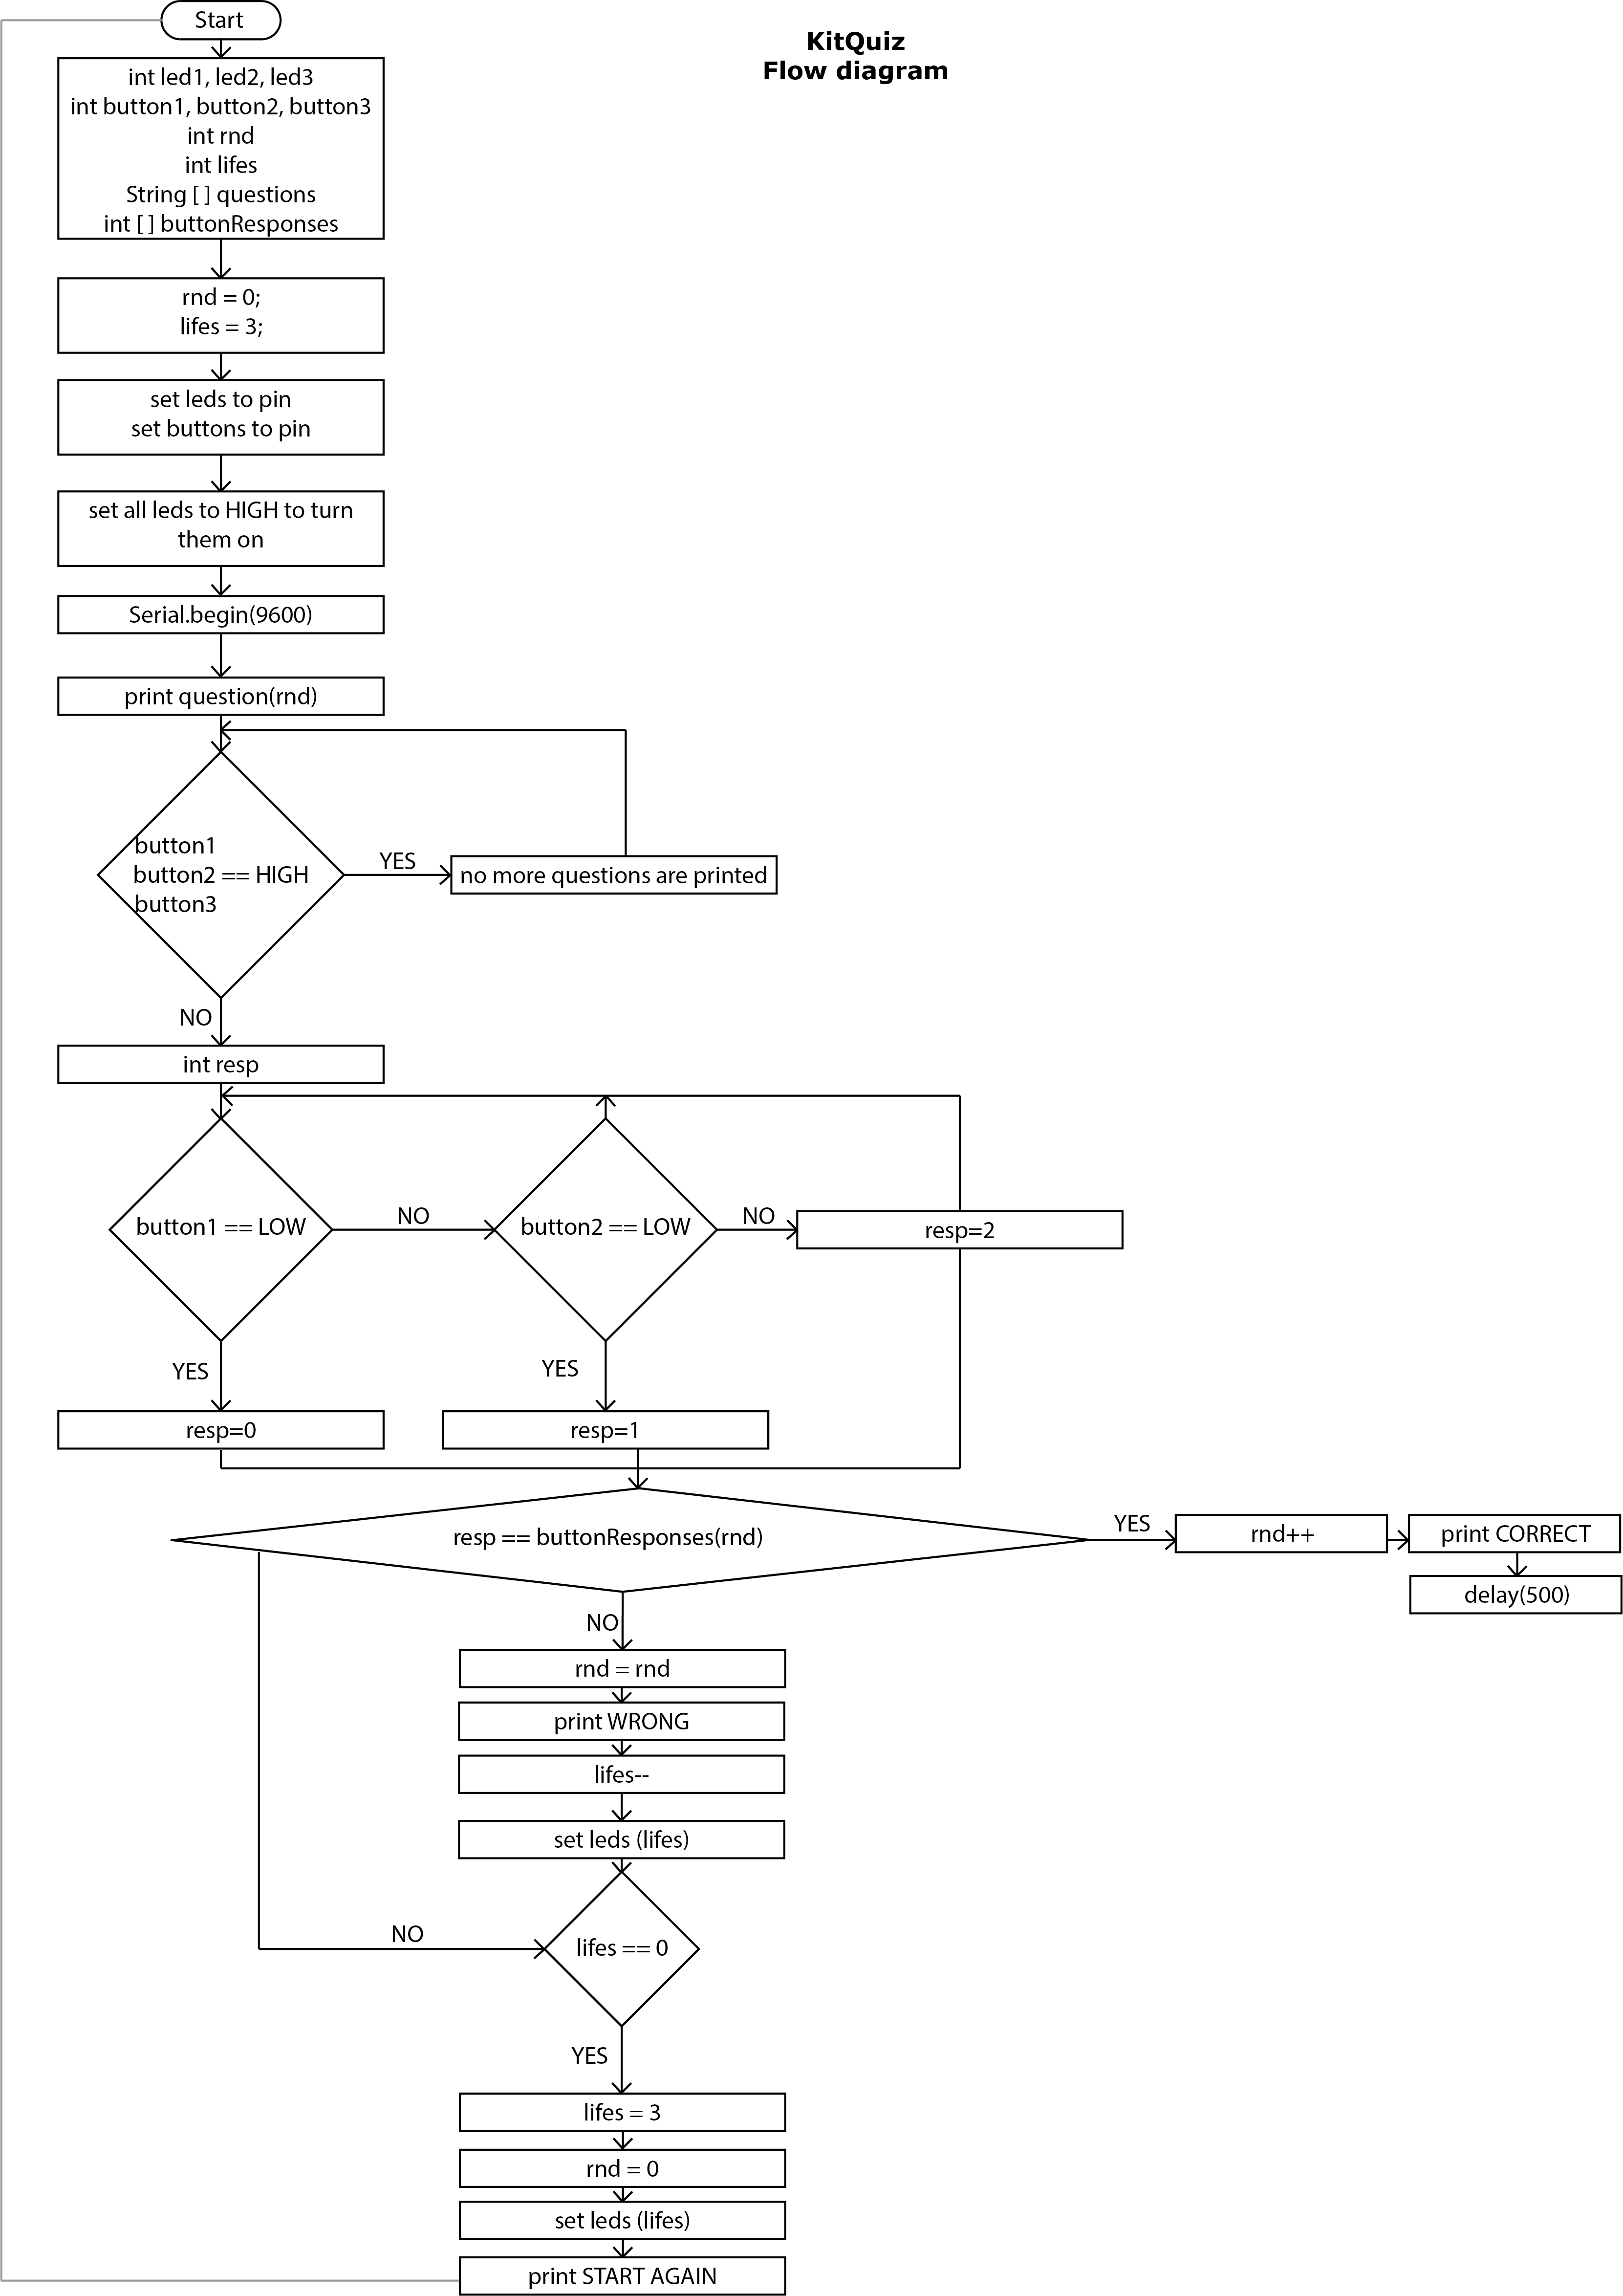 Start
KitQuiz
Flow diagram
int led1, led2, led3
int button1, button2, button3
int rnd
int lifes
String [ ] questions
int [ ] buttonResponses
rnd = 0;
lifes = 3;
set leds to pin
set buttons to pin
set all leds to HIGH to turn
them on
Serial.begin(9600)
print question(rnd)
button1
button2 == HIGH
button3
YES
no more questions are printed
NO
int resp
button1 == LOW
NO
button2 == LOW
NO
resp=2
YES
YES
resp=0
resp=1
resp == buttonResponses(rnd)
YES
rnd++
print CORRECT
delay(500)
NO
rnd = rnd
print WRONG
lifes--
set leds (lifes)
NO
lifes == 0
YES
lifes = 3
rnd = 0
set leds (lifes)
print START AGAIN